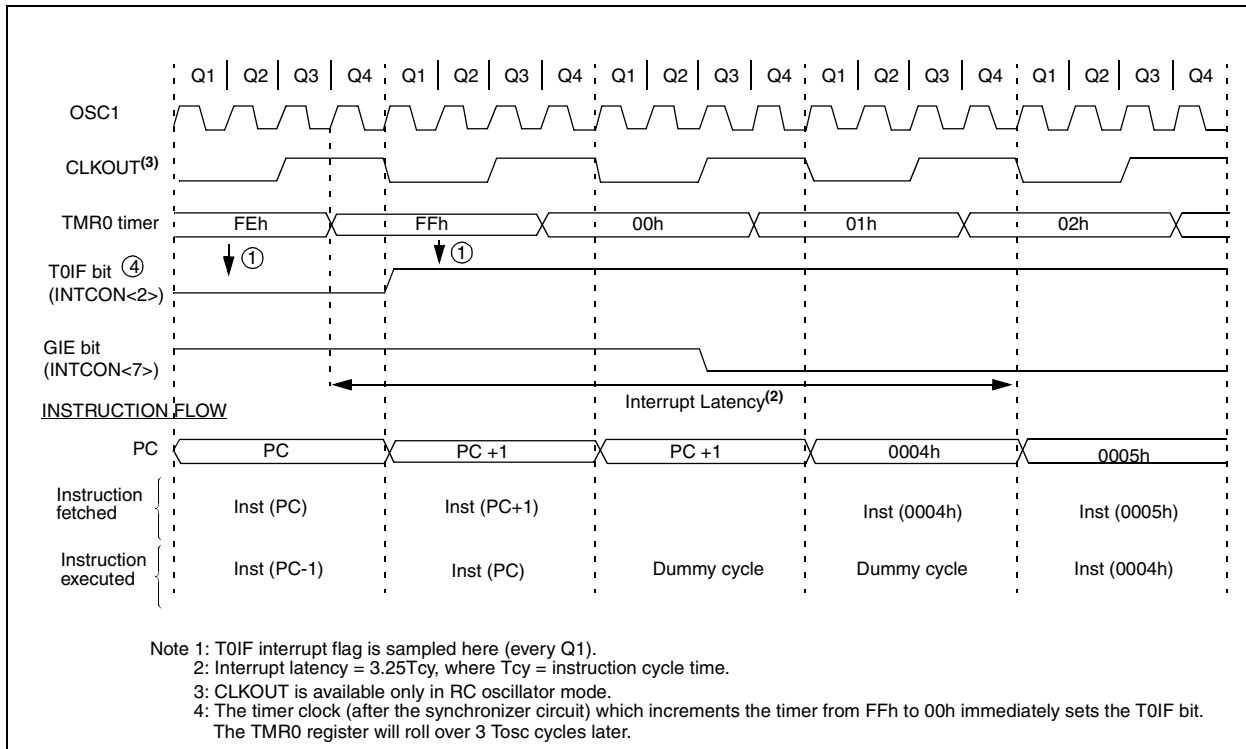 Q1 Q2 Q3 Q4 Q1 Q2 Q3 Q4 Q1 Q2 Q3 Q4 Q1 Q2 Q3 Q4 Q1 Q2 Q3 Q4
OSC1
CLKOUT(3)
TMR0 timer FEh FFh 00h 01h 02h
1 1
T0IF bit 4
(INTCON<2>)
GIE bit
(INTCON<7>)
Interrupt Latency(2)
INSTRUCTION FLOW
PC PC PC +1 PC +1 0004h 0005h
Instruction
fetched
Inst (PC) Inst (PC+1) Inst (0004h) Inst (0005h)
Instruction
executed
Inst (PC-1) Inst (PC) Dummy cycle Dummy cycle Inst (0004h)
Note 1: T0IF interrupt flag is sampled here (every Q1).
2: Interrupt latency = 3.25Tcy, where Tcy = instruction cycle time.
3: CLKOUT is available only in RC oscillator mode.
4: The timer clock (after the synchronizer circuit) which increments the timer from FFh to 00h immediately sets the T0IF bit.
The TMR0 register will roll over 3 Tosc cycles later.